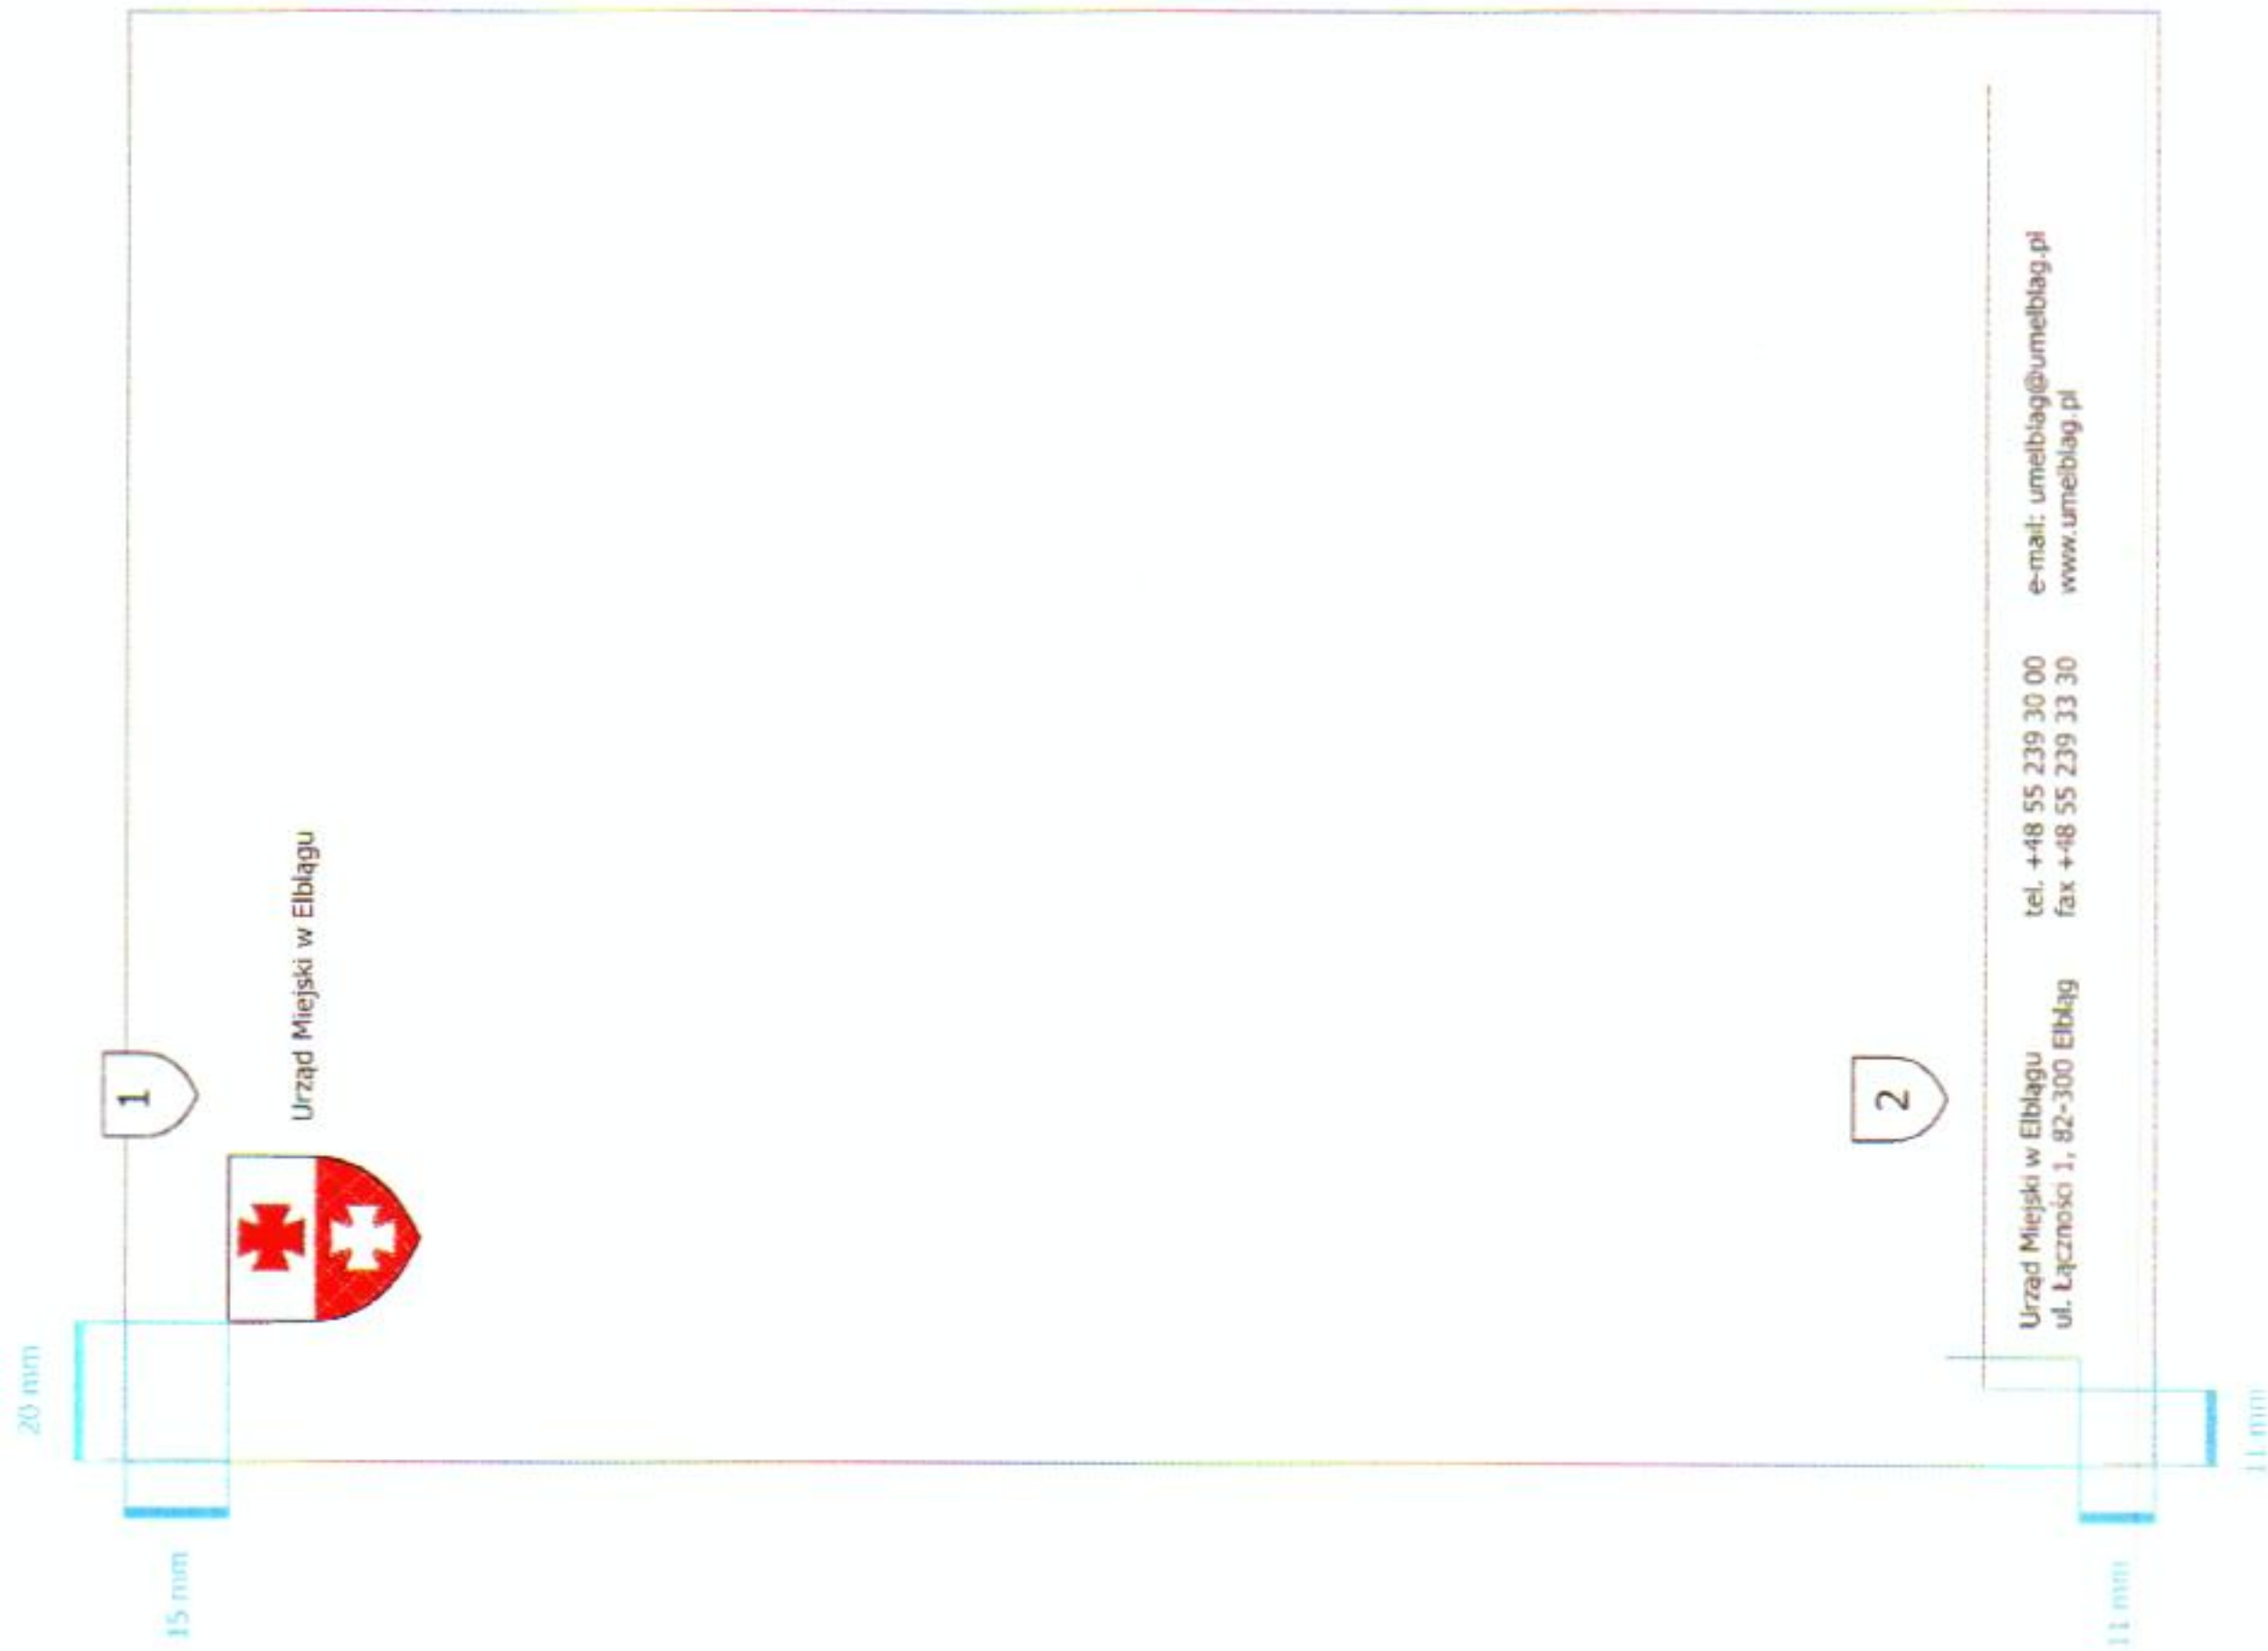 20 mm
15 mm
1
Urząd Miejski w Elblągu
2
Urząd Miejski w Elblągu
ul. Łączności 1, 82-300 Elbląg
tel. +48 55 239 30 00
fax +48 55 239 33 30
e-mail: umelblag@umelblag.pl
www.umelblag.pl
11 mm
11 mm